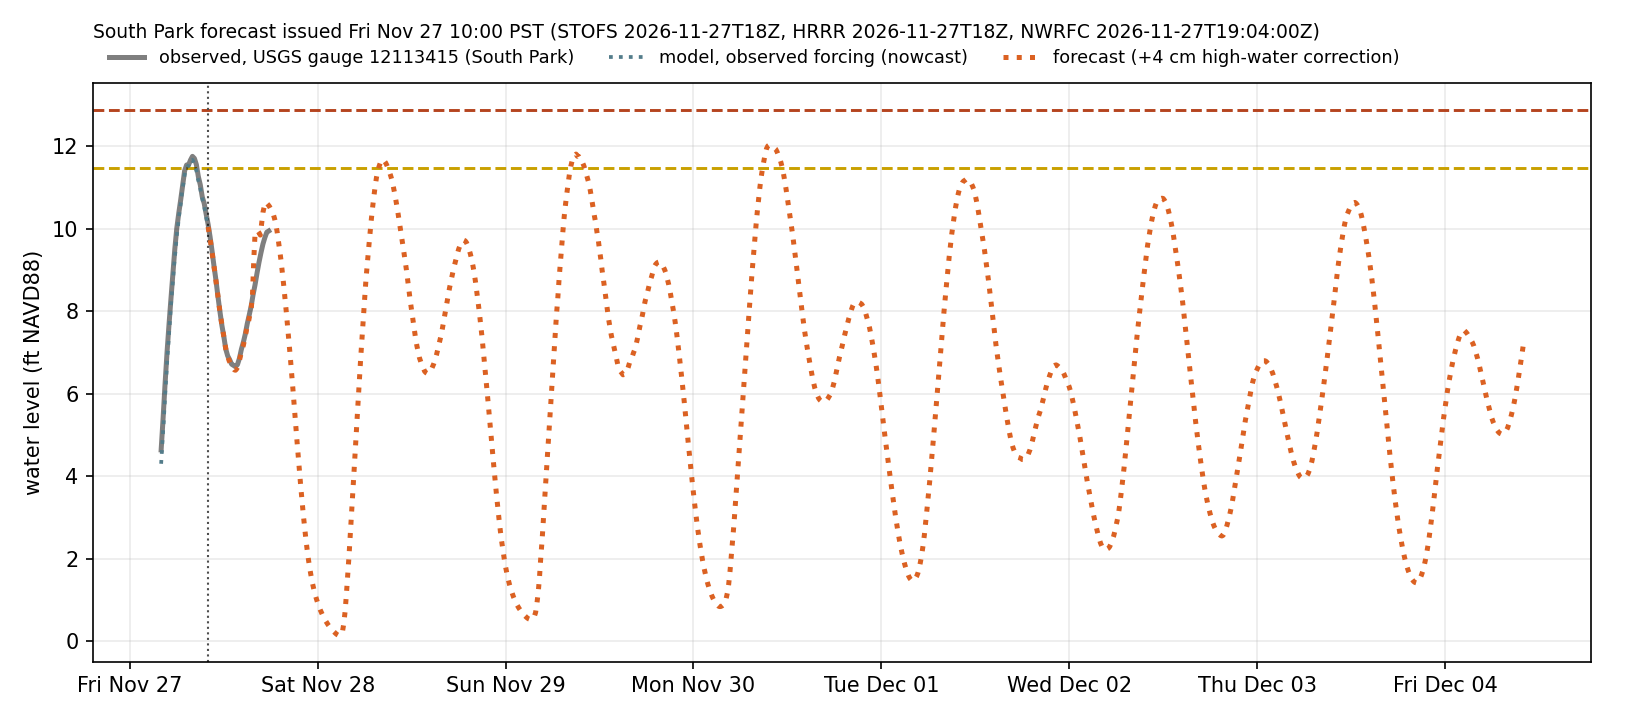 South Park forecast issued Fri Nov 27 10:00 PST (STOFS 2026-11-27T18Z, HRRR 2026-11-27T18Z, NWRFC 2026-11-27T19:04:00Z)
observed, USGS gauge 12113415 (South Park) model, observed forcing (nowcast) forecast (+4 cm high-water correction)
water level (ft NAVD88)
12
10
8
6
4
2
0
Fri Nov 27 Sat Nov 28 Sun Nov 29 Mon Nov 30 Tue Dec 01 Wed Dec 02 Thu Dec 03 Fri Dec 04